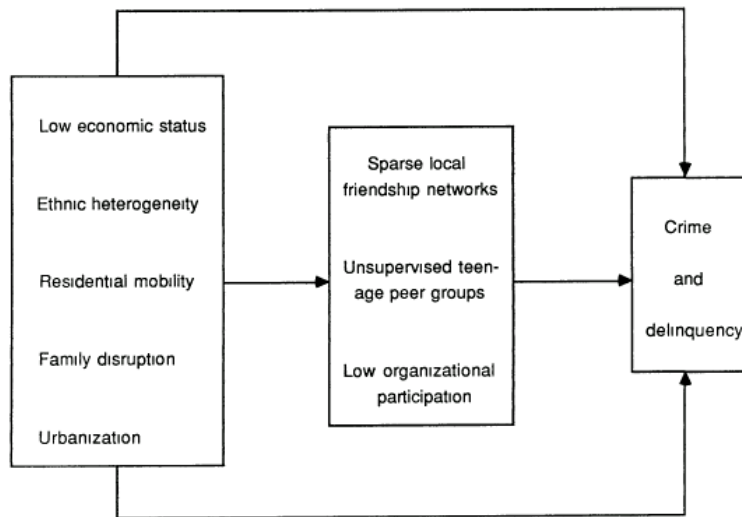 Low economic status
Ethnic heterogeneity
Residential mobility
Family disruption
Urbanization
Sparse local
friendship networks
Unsupervised teen-
age peer groups
Low organizational
participation
Crime
and
delinquency